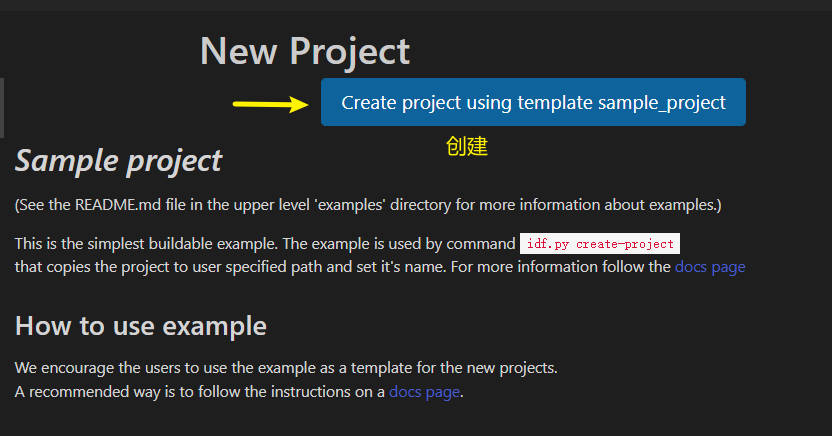 New Project
Create project using template sample_project
创建
Sample project
(See the README.md file in the upper level 'examples' directory for more information about examples.)
This is the simplest buildable example. The example is used by command idf.py create-project
that copies the project to user specified path and set it's name. For more information follow the docs page
How to use example
We encourage the users to use the example as a template for the new projects.
A recommended way is to follow the instructions on a docs page.